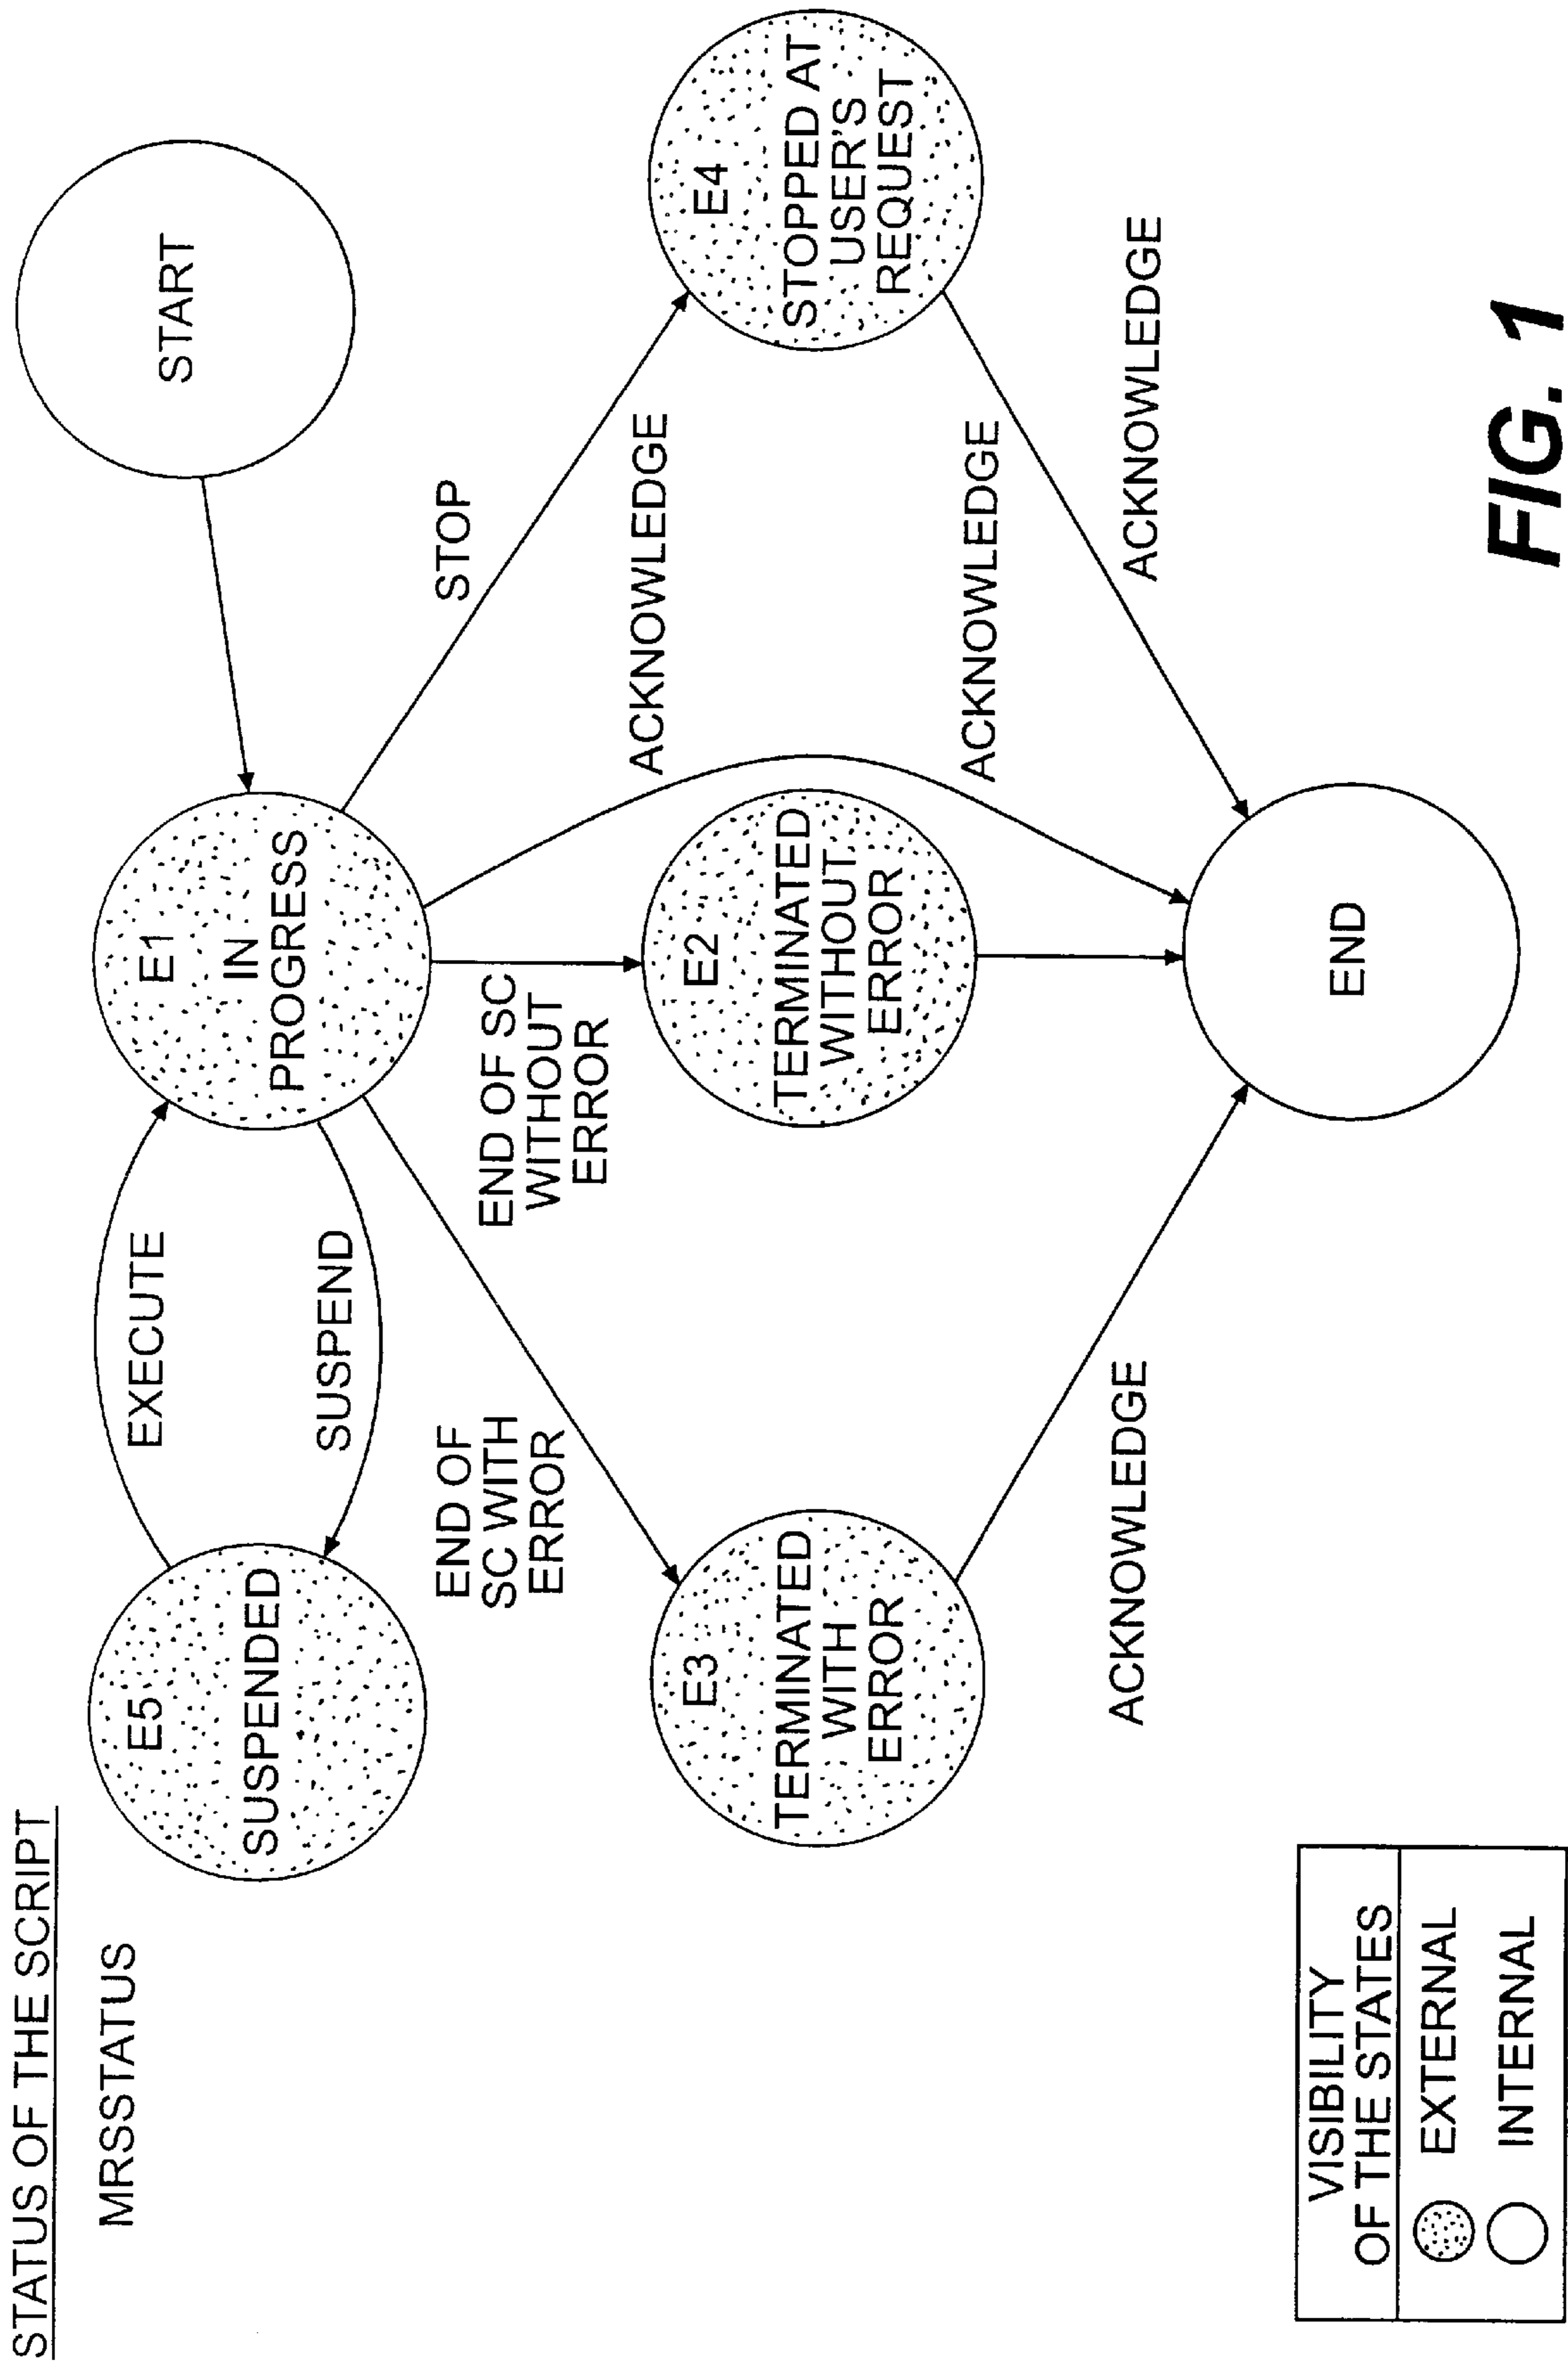 STATUS OF THE SCRIPT
MRSSTATUS
START
E5
SUSPENDED
EXECUTE
SUSPEND
E1
IN
PROGRESS
STOP
END OF
SC WITH
ERROR
END OF SC
WITHOUT
ERROR
ACKNOWLEDGE
E3
TERMINATED
WITH
ERROR
E2
TERMINATED
WITHOUT
ERROR
E4
STOPPED AT
USER'S
REQUEST
ACKNOWLEDGE
ACKNOWLEDGE
ACKNOWLEDGE
END
VISIBILITY
OF THE STATES
EXTERNAL
INTERNAL
FIG. 1